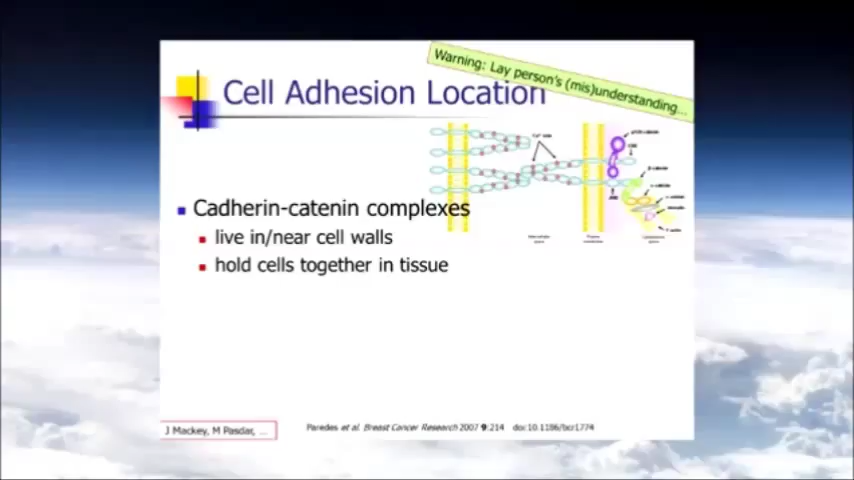 Warning: Lay person's (mis)understanding...
Cell Adhesion Location
Cadherin-catenin complexes
live in/near cell walls
hold cells together in tissue
J Mackey, M Pasdar, ...
Paredes et al. Breast Cancer Research 2007 9:214 doi:10.1186/bcr1774